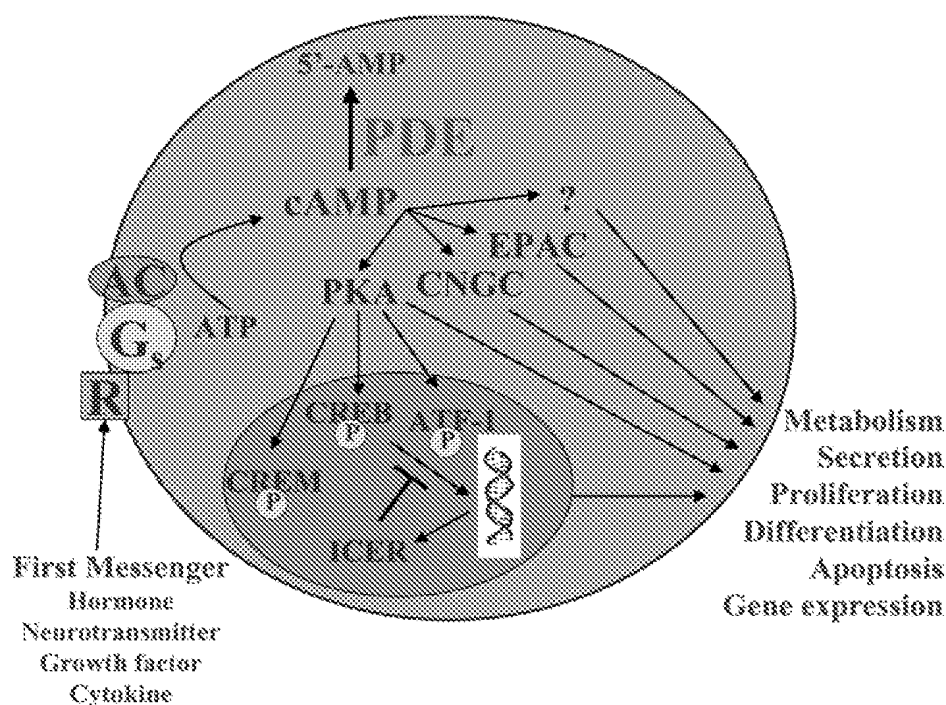 5'-AMP
PDE
cAMP
?
EPAC
AC
PKA
CNGC
ATP
Gs
R
CREB
P
ATF-1
P
CREM
P
ICER
Metabolism
Secretion
Proliferation
Differentiation
Apoptosis
Gene expression
First Messenger
Hormone
Neurotransmitter
Growth factor
Cytokine